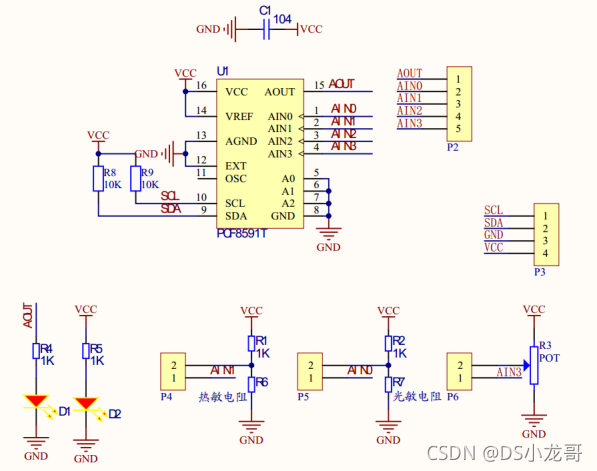 C1
GND 104 VCC
U1
VCC 16 VCC AOUT 15 AOUT
14 VREF AIN0 1 AIN0
AIN1 2 AIN1
13 AGND AIN2 3 AIN2
GND AIN3 4 AIN3
12 EXT
11 OSC A0 5
A1 6
SCL 10 SCL A2 7
SDA 9 SDA GND 8
PCF8591T
GND
VCC
R8 10K
R9 10K
AOUT 1
AIN0 2
AIN1 3
AIN2 4
AIN3 5
P2
SCL 1
SDA 2
GND 3
VCC 4
P3
AOUT
R4
1K
D1
GND
VCC
R5
1K
D2
GND
VCC
R1
1K
2
1 AIN1 R6
P4 热敏电阻
GND
VCC
R2
1K
2
1 AIN0 R7
P5 光敏电阻
GND
VCC
R3
POT
2
1 AIN3
P6
GND
CSDN @DS小龙哥